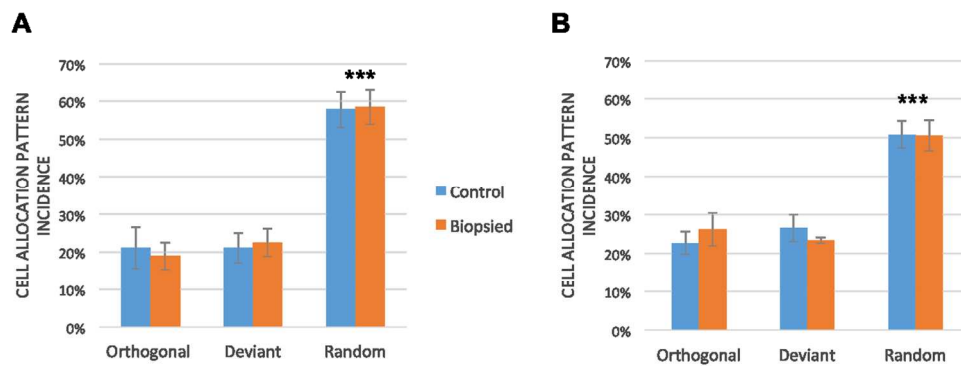 A
CELL ALLOCATION PATTERN
INCIDENCE
70%
60%
50%
40%
30%
20%
10%
0%
***
Orthogonal
Deviant
Random
Control
Biopsied
B
CELL ALLOCATION PATTERN
INCIDENCE
70%
60%
50%
40%
30%
20%
10%
0%
***
Orthogonal
Deviant
Random